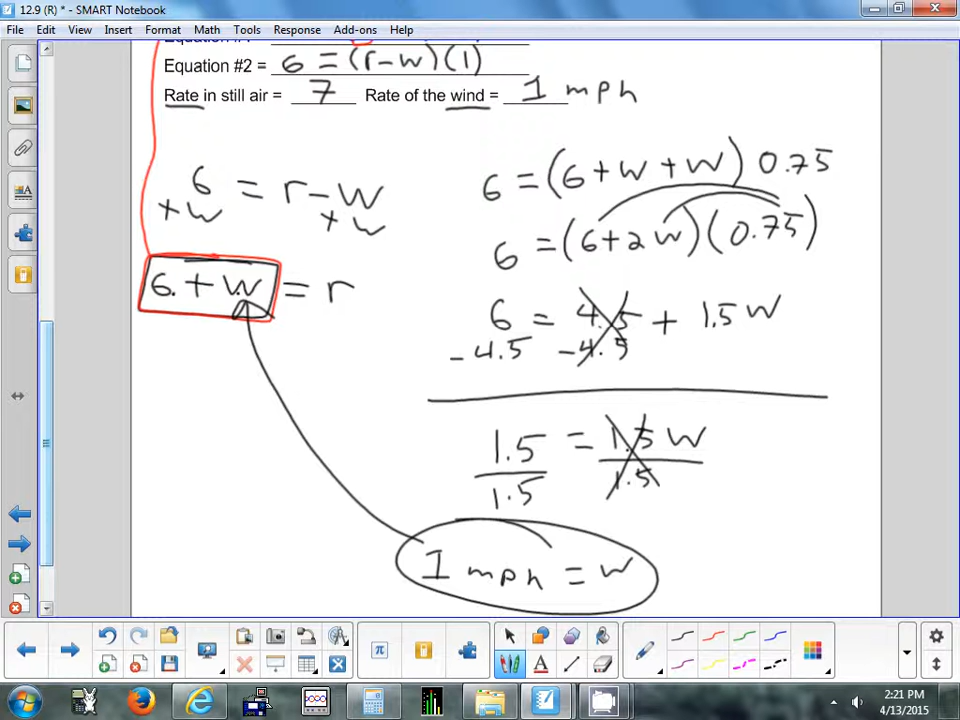 12.9 (R) * - SMART Notebook
File Edit View Insert Format Math Tools Response Add-ons Help
Equation #2 = 6 = (r-w)(1)
Rate in still air = 7 Rate of the wind = 1 mph
6 = r-w
+w +w
6 + w = r
6 = (6+w+w) 0.75
6 = (6+2w)(0.75)
6 = 4.5 + 1.5w
-4.5 -4.5
1.5 = 1.5w
1.5 1.5
1 mph = w
2:21 PM
4/13/2015